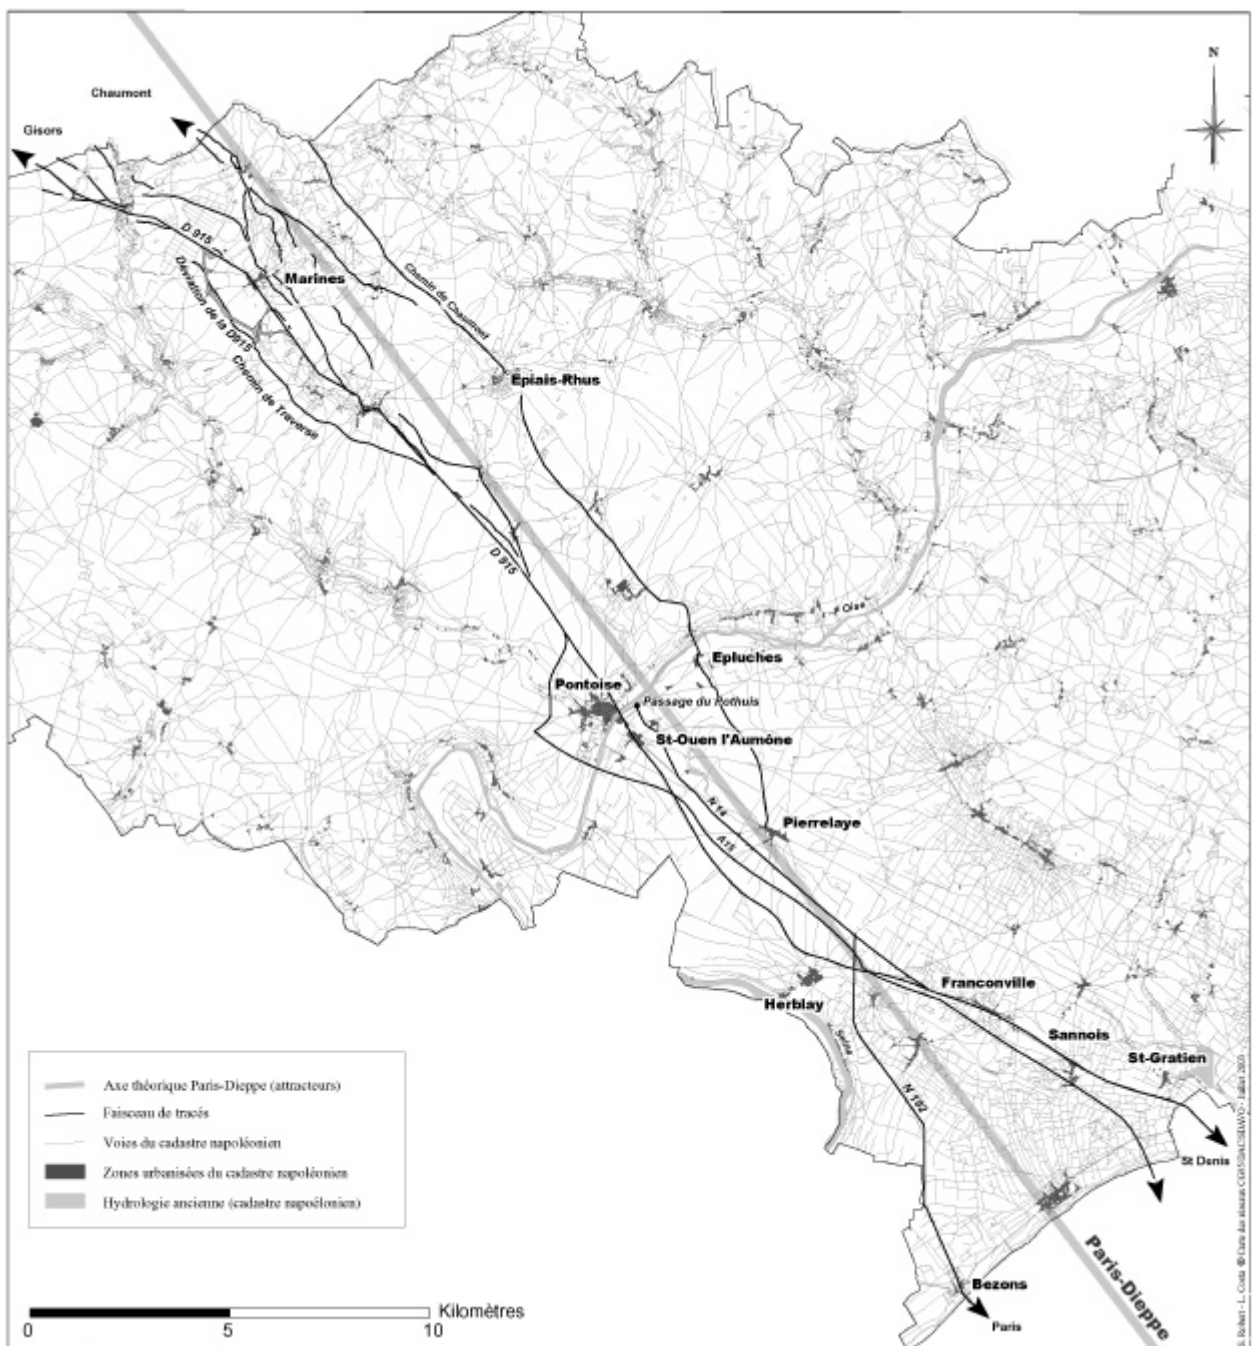 N
Chaumont
Gisors
D 915
Marines
Chemin de Chaumont
Déviation de la D915
Chemin de Traverse
Epiais-Rhus
D 915
Oise
Epluches
Pontoise
Passage du Pothuis
St-Ouen l'Aumône
N 14
A15
Pierrelaye
Franconville
Herblay
Sannois
Seine
St-Gratien
N 192
St Denis
Axe théorique Paris-Dieppe (attracteurs)
Faisceau de tracés
Voies du cadastre napoléonien
Zones urbanisées du cadastre napoléonien
Hydrologie ancienne (cadastre napoélonien)
Paris-Dieppe
Bezons
Paris
Kilomètres
0 5 10